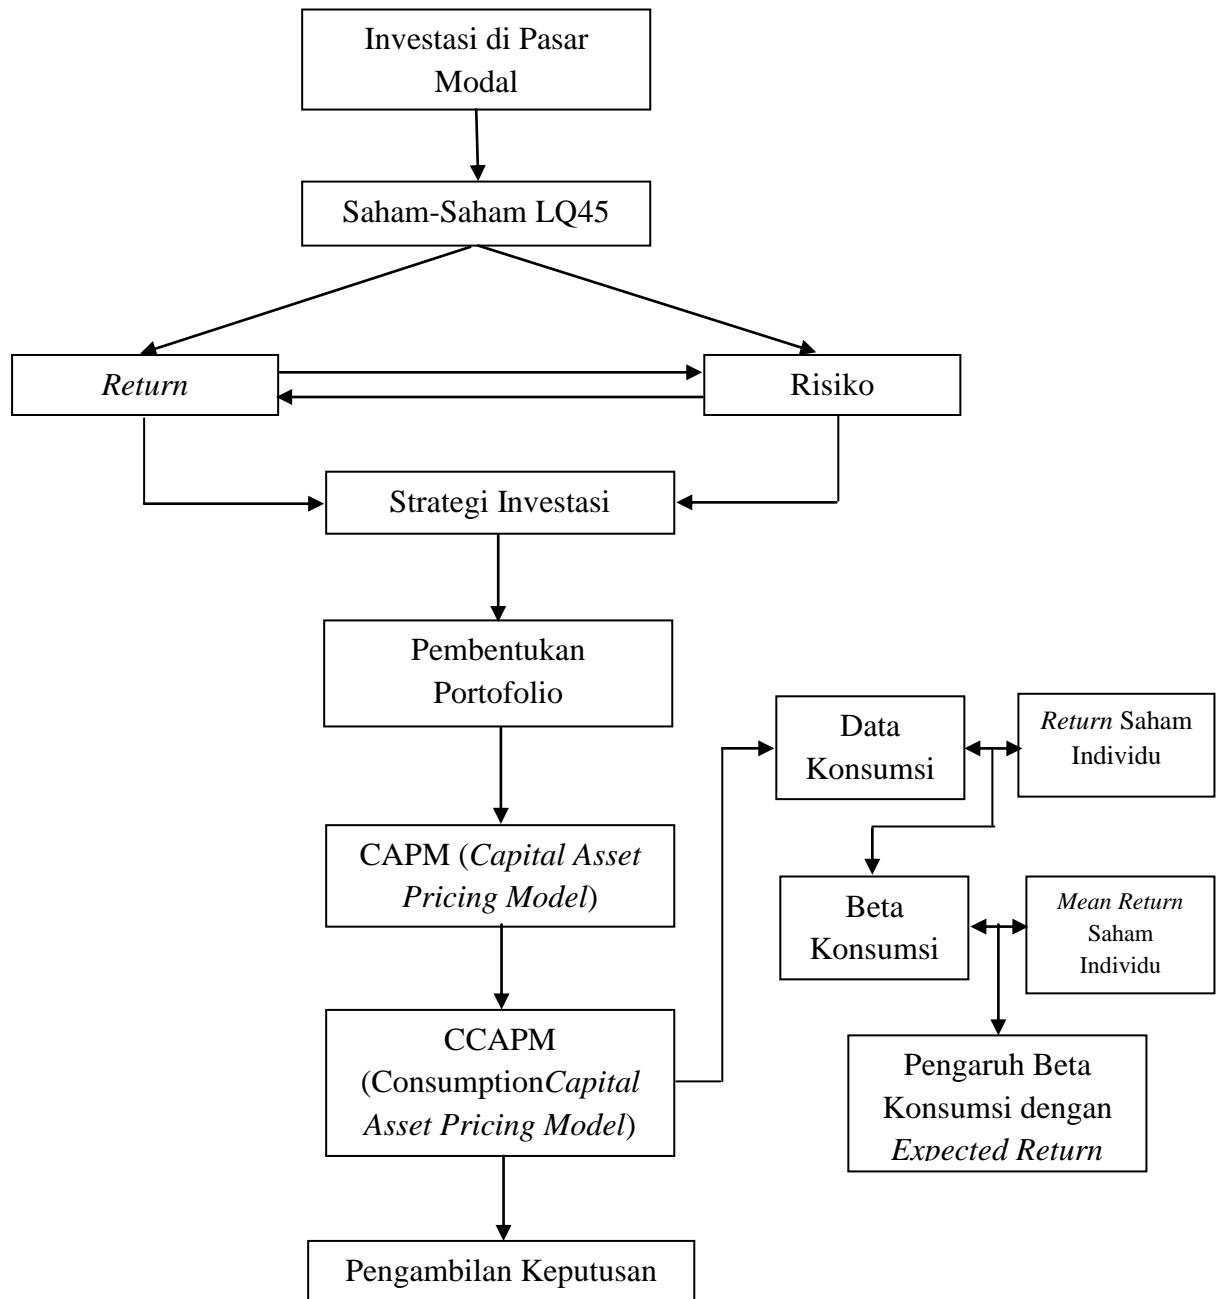 Investasi di Pasar
Modal
Saham-Saham LQ45
Return
Risiko
Strategi Investasi
Pembentukan
Portofolio
Data
Konsumsi
Return Saham
Individu
CAPM (Capital Asset
Pricing Model)
Beta
Konsumsi
Mean Return
Saham
Individu
CCAPM
(ConsumptionCapital
Asset Pricing Model)
Pengaruh Beta
Konsumsi dengan
Expected Return
Pengambilan Keputusan